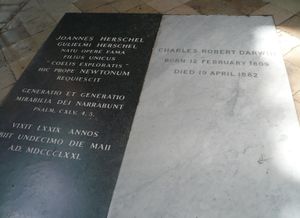 JOANNES HERSCHEL
GULIELMI HERSCHEL
NATU OPERE FAMA
FILIUS UNICUS
"COELIS EXPLORATIS"
HIC PROPE NEWTONUM
REQUIESCIT
GENERATIO ET GENERATIO
MIRABILIA DEI NARRABUNT
PSALM. CXLV. 4, 5.
VIXIT LXXIX ANNOS
OBIIT UNDECIMO DIE MAII
A.D. MDCCCLXXI.
CHARLES ROBERT DARWIN
BORN 12 FEBRUARY 1809
DIED 19 APRIL 1882